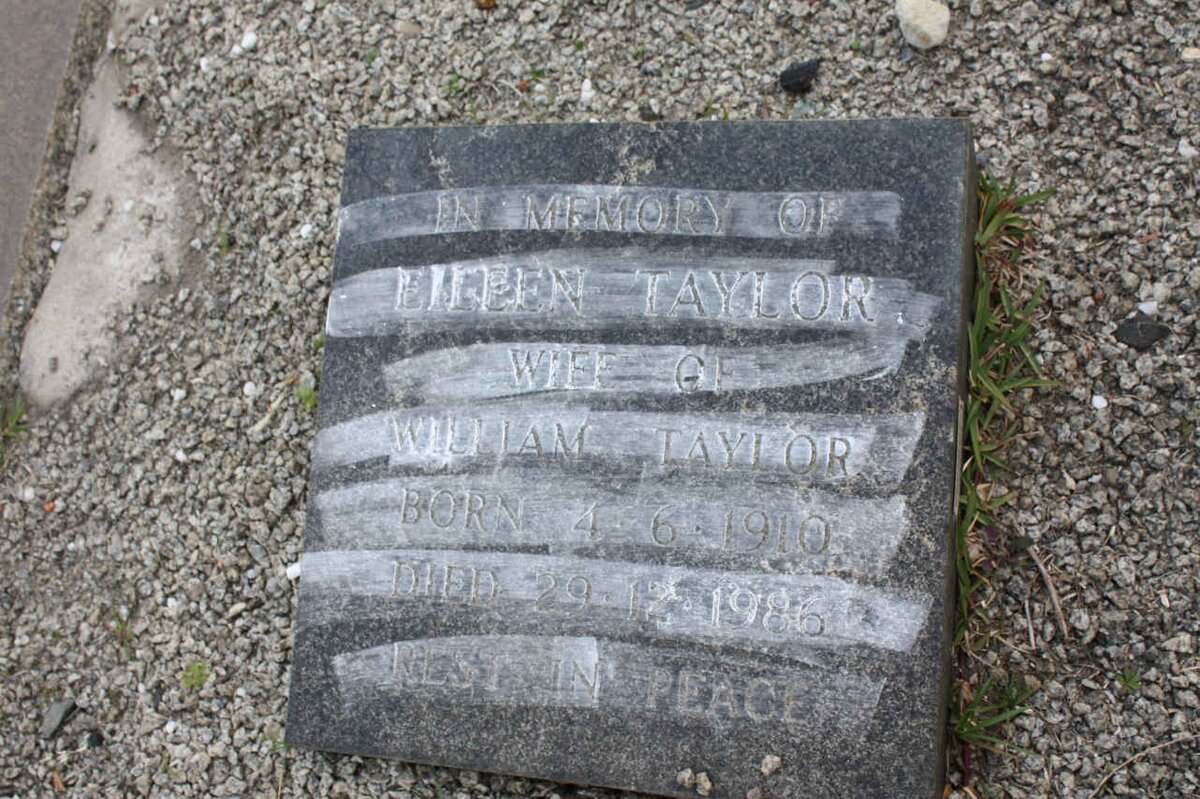 IN MEMORY OF
EILEEN TAYLOR
WIFE OF
WILLIAM TAYLOR
BORN 4·6·1910
DIED 29·12·1986
REST IN PEACE